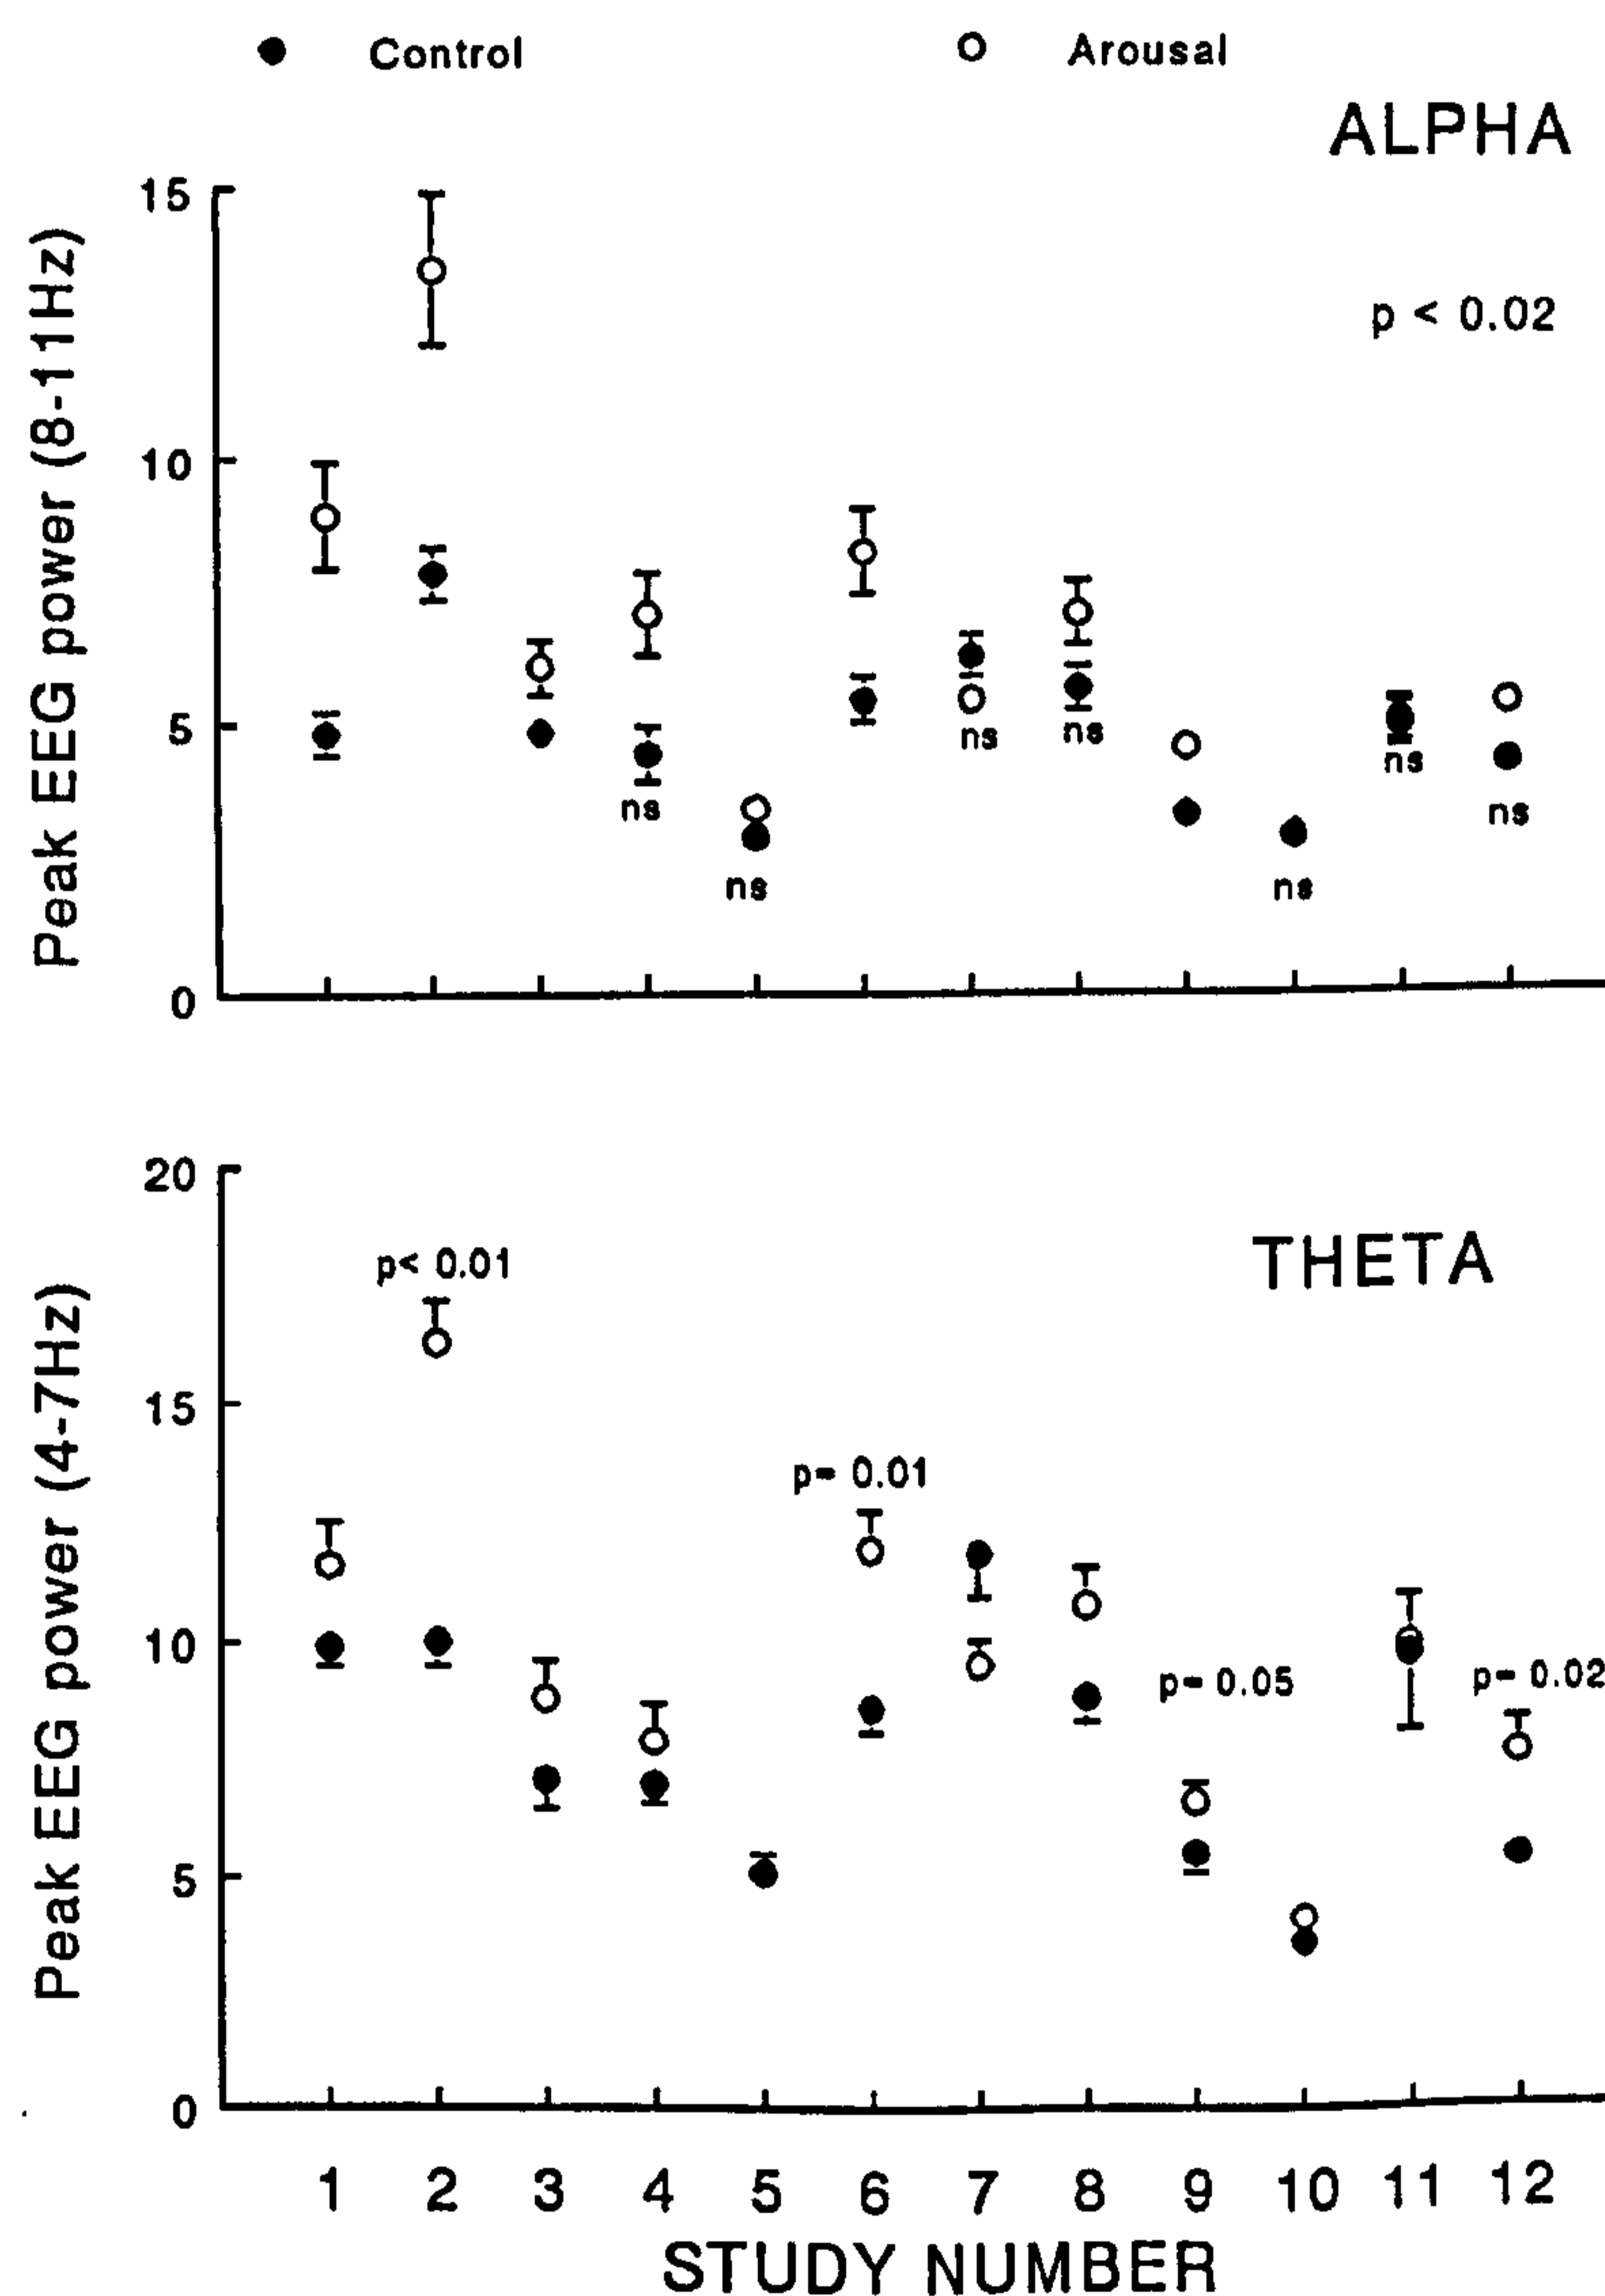 Control Arousal
ALPHA
Peak EEG power (8-11Hz)
15
p < 0.02
10
5
ns ns ns ns
ns ns
ns ns
0
Peak EEG power (4-7Hz)
20
THETA
p< 0.01
15
p= 0.01
10
p= 0.05 p= 0.02
5
0
1 2 3 4 5 6 7 8 9 10 11 12
STUDY NUMBER